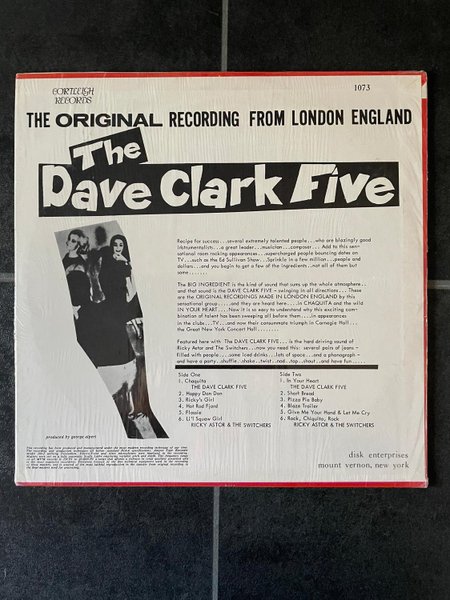 CORTLEIGH
RECORDS
1073
THE ORIGINAL RECORDING FROM LONDON ENGLAND
The
Dave Clark Five
Recipe for success...several extremely talented people...who are blazingly good
instrumentalists...a great leader...musician...composer... Add to this sen-
sational room rocking appearances...supercharged people bouncing dates on
TV...such as the Ed Sullivan Show...Sprinkle in a few million...people and
dollars...and you begin to get a few of the ingredients...not all of them but
some.......
The BIG INGREDIENT is the kind of sound that sums up the whole atmosphere..
and that sound is the DAVE CLARK FIVE - swinging in all directions... These
are the ORIGINAL RECORDINGS MADE IN LONDON ENGLAND by this
sensational group.....and they are heard here...in CHAQUITA and the wild
IN YOUR HEART ...Now it is so easy to understand why this exciting com-
bination of talent has been sweeping all before them....in appearances
in the clubs...TV...and now their consummate triumph in Carnegie Hall...
the Great New York Concert Hall........
Featured here with The DAVE CLARK FIVE.... is the hard driving sound of
Ricky Astor and the Switchers...now you read this: several pairs of jeans-
filled with people...some iced drinks...lots of space...and a phonograph -
and have a party..shuffle..shake..twist..nod..tap..shout..and have fun.....
Side One
1. Chaquita
THE DAVE CLARK FIVE
2. Happy Don Don
3. Ricky's Girl
4. Hot Rod Fjord
5. Flossie
6. Li'l Squaw Girl
RICKY ASTOR & THE SWITCHERS
Side Two
1. In Your Heart
THE DAVE CLARK FIVE
2. Short Bread
3. Pizza Pie Baby
4. Blaze Trailer
5. Give Me Your Hand & Let Me Cry
6. Rock, Chiquita, Rock
RICKY ASTOR & THE SWITCHERS
produced by george alpert
disk enterprises
mount vernon, new york